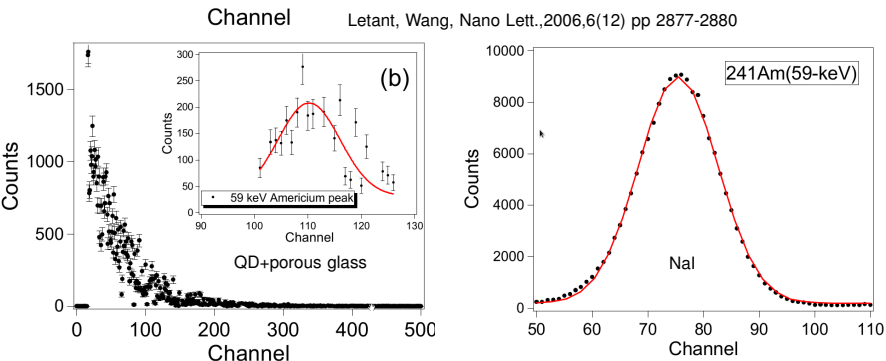 Channel
Letant, Wang, Nano Lett.,2006,6(12) pp 2877-2880
Counts
1500
1000
500
0
0
100
200
300
400
500
Channel
Counts
300
250
200
150
100
50
0
90
100
110
120
130
Channel
(b)
59 keV Americium peak
QD+porous glass
Counts
10000
8000
6000
4000
2000
0
50
60
70
80
90
100
110
Channel
241Am(59-keV)
NaI